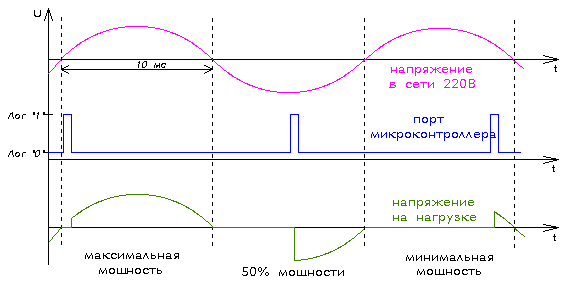 U
10 мс
t
напряжение
в сети 220В
Лог "1"
порт
микроконтроллера
Лог "0"
t
напряжение
на нагрузке
t
максимальная
мощность
50% мощности
минимальная
мощность